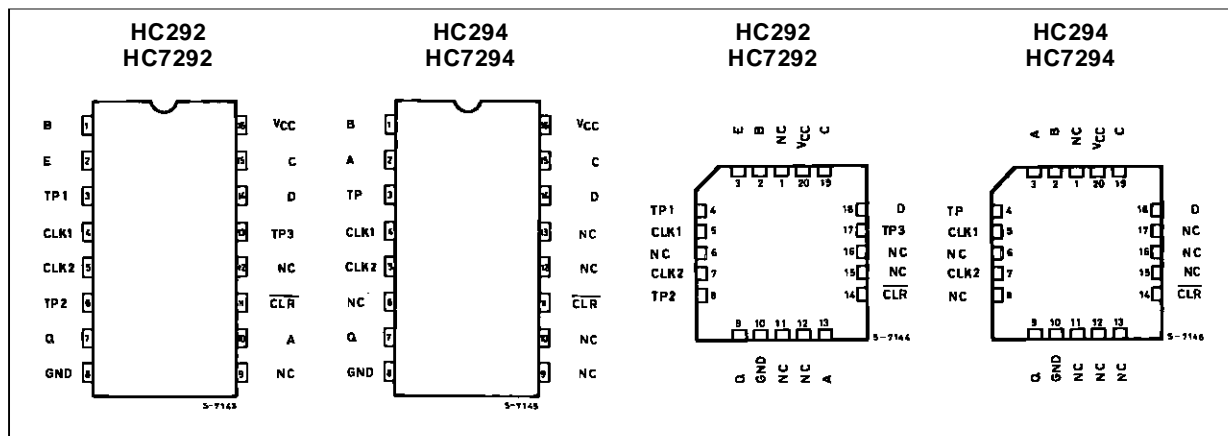 HC292
HC7292
B 1 16 VCC
E 2 15 C
TP1 3 14 D
CLK1 4 13 TP3
CLK2 5 12 NC
TP2 6 11 CLR
Q 7 10 A
GND 8 9 NC
S-7143
HC294
HC7294
B 1 16 VCC
A 2 15 C
TP 3 14 D
CLK1 4 13 NC
CLK2 5 12 NC
NC 6 11 CLR
Q 7 10 NC
GND 8 9 NC
S-7145
HC292
HC7292
E B NC VCC C
3 2 1 20 19
TP1 4 18 D
CLK1 5 17 TP3
NC 6 16 NC
CLK2 7 15 NC
TP2 8 14 CLR
9 10 11 12 13
S-7144
Q GND NC NC A
HC294
HC7294
A B NC VCC C
3 2 1 20 19
TP 4 18 D
CLK1 5 17 NC
NC 6 16 NC
CLK2 7 15 NC
NC 8 14 CLR
9 10 11 12 13
S-7146
Q GND NC NC NC